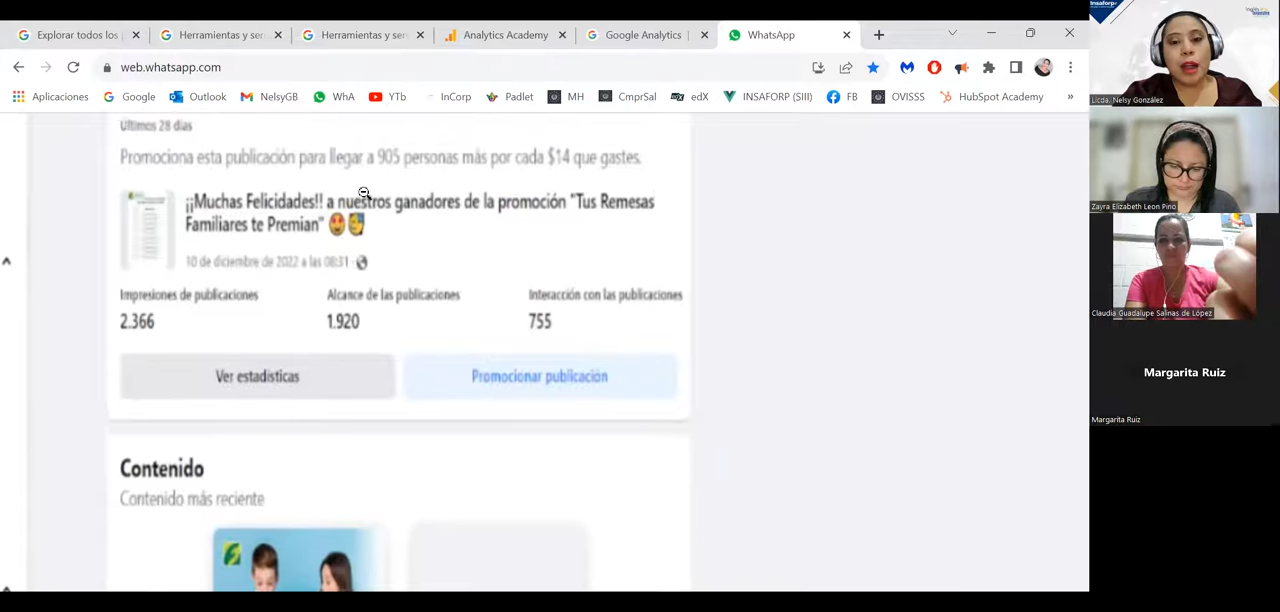 Explorar todos los
Herramientas y ser
Herramientas y ser
Analytics Academy
Google Analytics
WhatsApp
web.whatsapp.com
Aplicaciones
Google
Outlook
NelsyGB
WhA
YTb
InCorp
Padlet
MH
CmprSal
edX
INSAFORP (SIII)
FB
OVISSS
HubSpot Academy
»
Últimos 28 días
Promociona esta publicación para llegar a 905 personas más por cada $14 que gastes.
¡¡Muchas Felicidades!! a nuestros ganadores de la promoción "Tus Remesas
Familiares te Premian"
10 de diciembre de 2022 a las 08:31 ·
Impresiones de publicaciones
Alcance de las publicaciones
Interacción con las publicaciones
2.366
1.920
755
Ver estadísticas
Promocionar publicación
Contenido
Contenido más reciente
Insaforp
Licda. Nelsy González
Zayra Elizabeth Leon Pino
Claudia Guadalupe Salinas de López
Margarita Ruiz
Margarita Ruiz